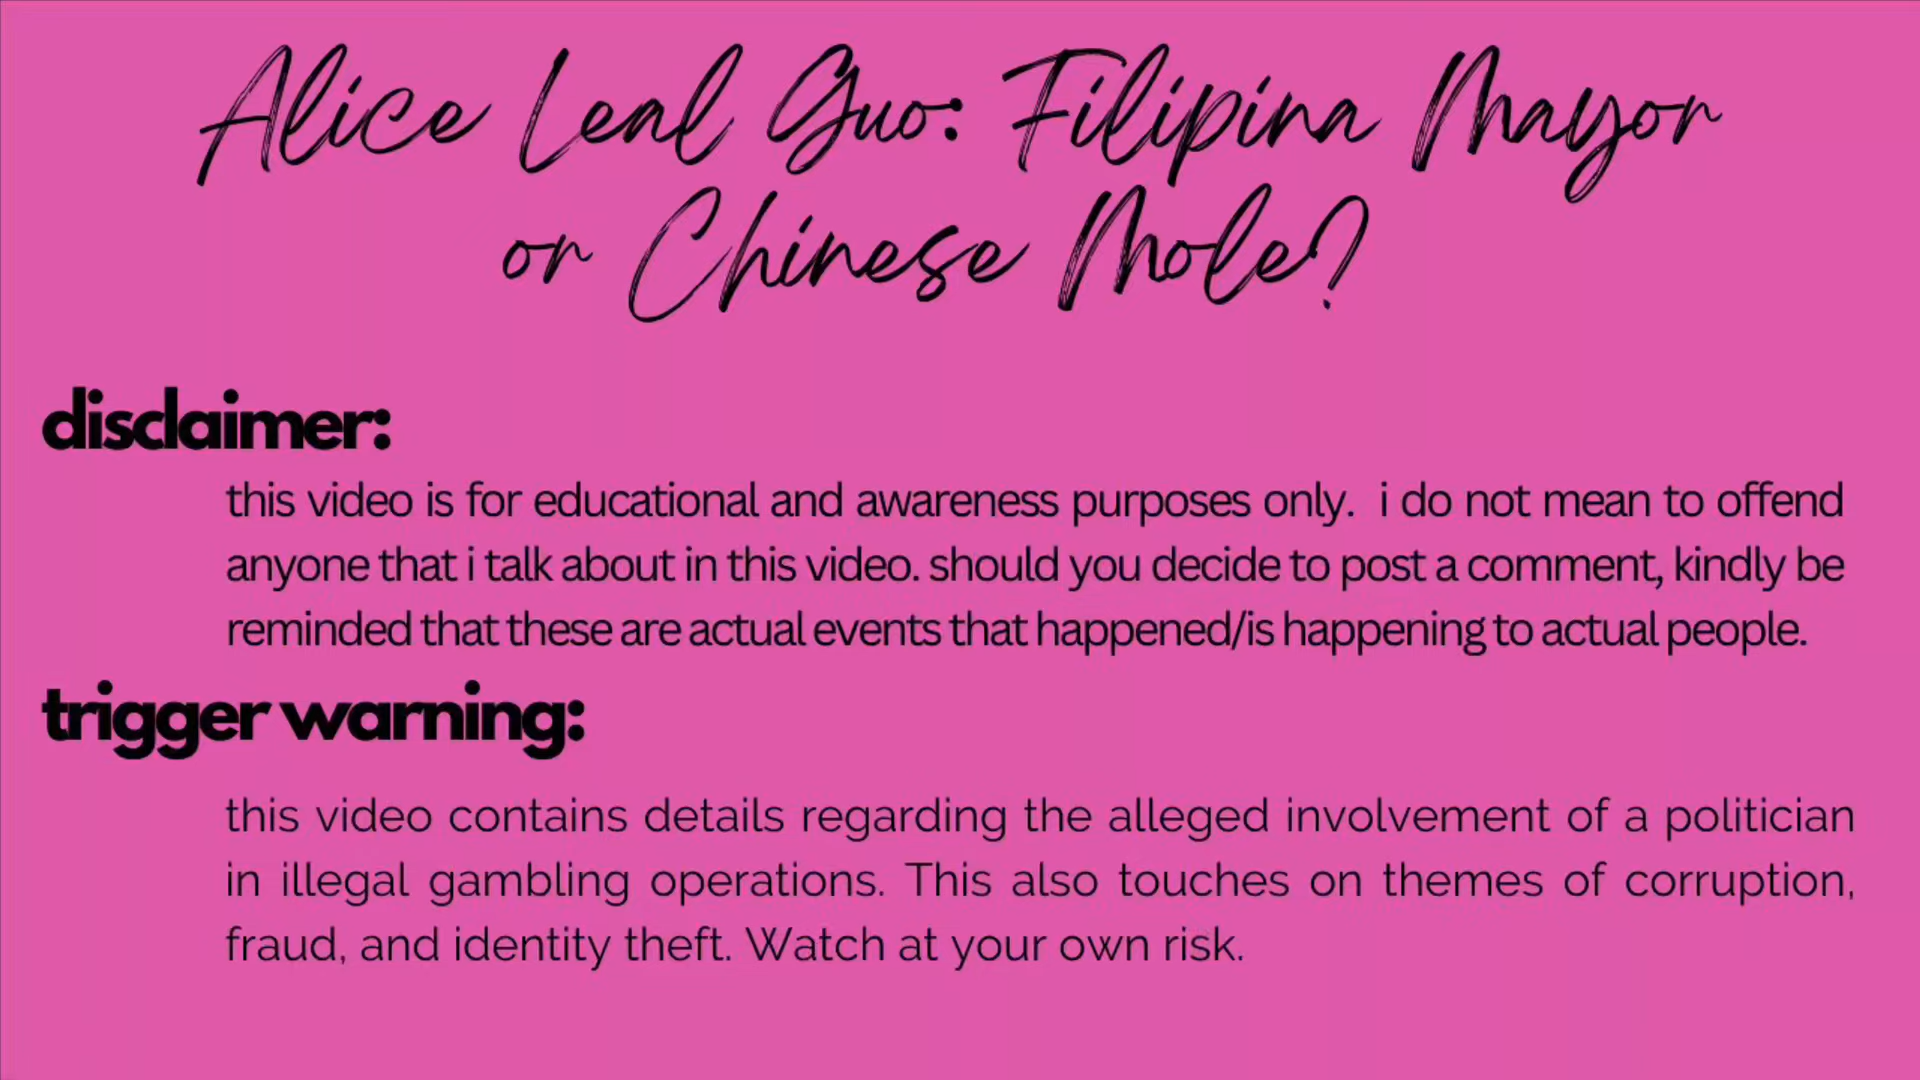 Alice Leal Guo: Filipina Mayor
or Chinese Mole?
disclaimer:
this video is for educational and awareness purposes only. i do not mean to offend
anyone that i talk about in this video. should you decide to post a comment, kindly be
reminded that these are actual events that happened/is happening to actual people.
trigger warning:
this video contains details regarding the alleged involvement of a politician
in illegal gambling operations. This also touches on themes of corruption,
fraud, and identity theft. Watch at your own risk.